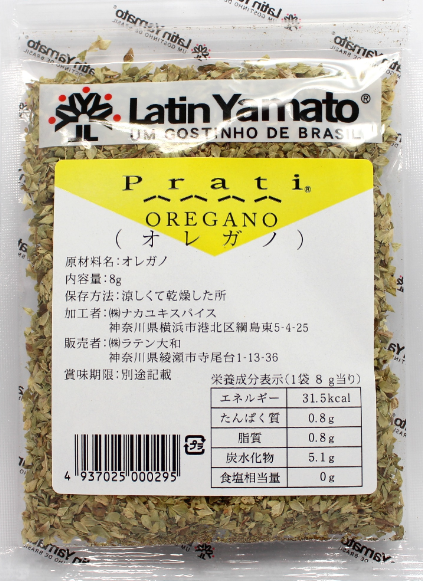 Latin Yamato®
JL
UM GOSTINHO DE BRASIL
Prati®
OREGANO
(オレガノ)
原材料名:オレガノ
内容量:8g
保存方法:涼しくて乾燥した所
加工者:㈱ナカユキスパイス
神奈川県横浜市港北区綱島東5-4-25
販売者:㈱ラテン大和
神奈川県綾瀬市寺尾台1-13-36
賞味期限:別途記載
栄養成分表示(1袋 8g当り)
エネルギー 31.5kcal
たんぱく質 0.8g
脂質 0.8g
炭水化物 5.1g
食塩相当量 0g
プラ
4 937025 000295